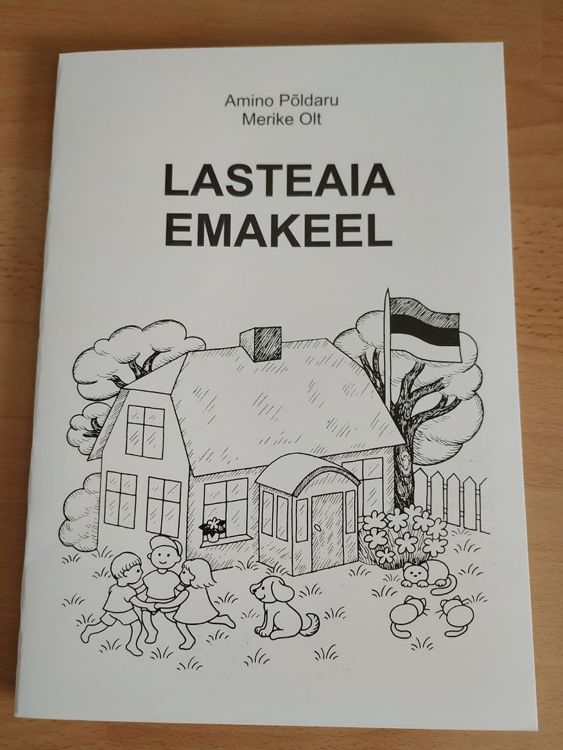 Amino Põldaru
Merike Olt
LASTEAIA
EMAKEEL